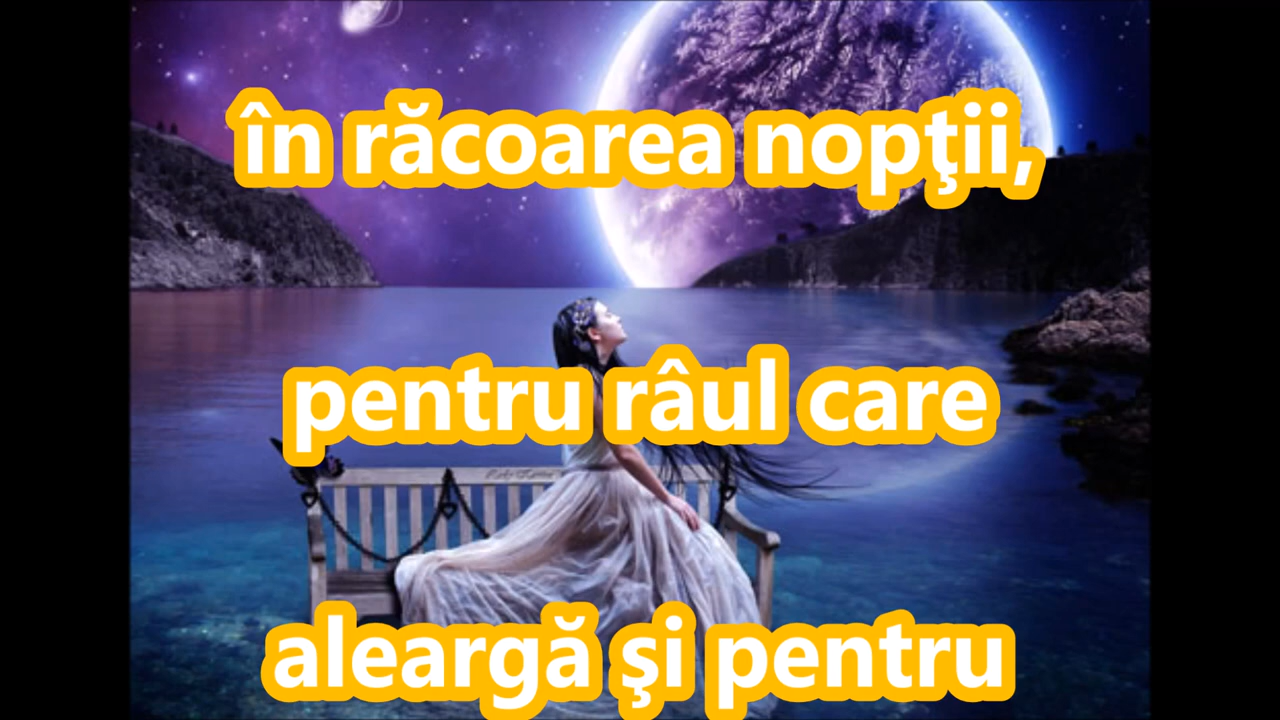 în răcoarea nopţii,
pentru râul care
aleargă şi pentru